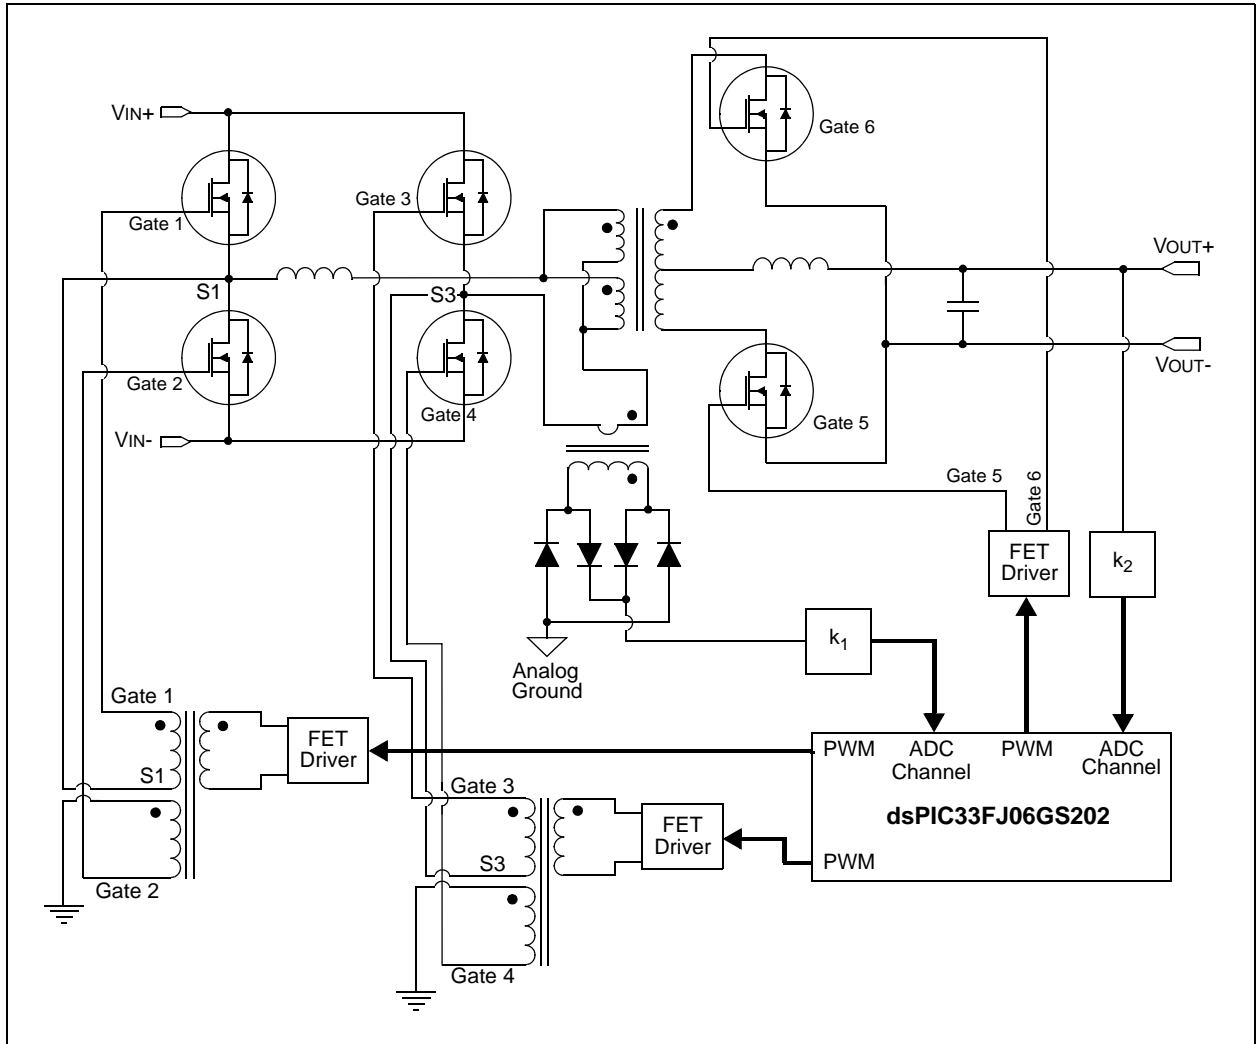 VIN+
Gate 6
Gate 3
Gate 1
VOUT+
S1
S3
VOUT-
Gate 2
Gate 4
Gate 5
VIN-
Gate 5
Gate 6
FET
Driver
k2
k1
Analog
Ground
Gate 1
FET
Driver
S1
Gate 2
PWM
ADC
Channel
PWM
ADC
Channel
dsPIC33FJ06GS202
PWM
Gate 3
FET
Driver
S3
Gate 4